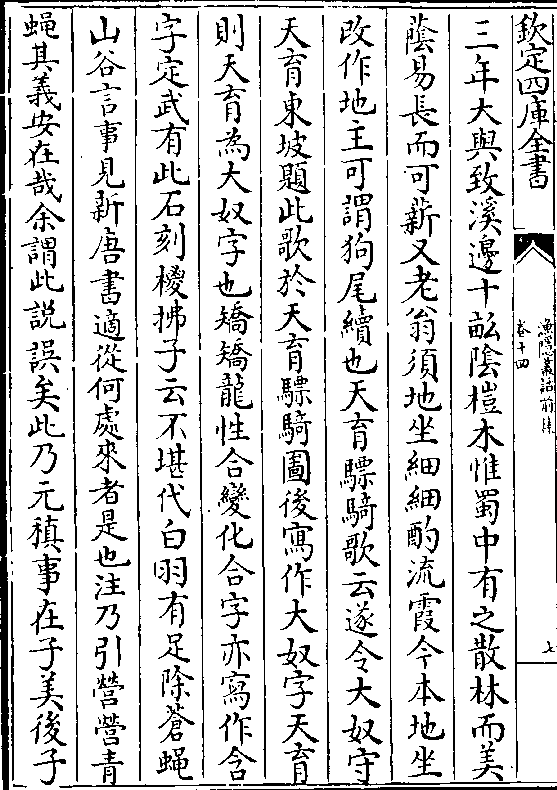 欽定四庫全書
漁隱叢話前集
卷十四
七
三年大與致溪邊十畝陰榿木惟蜀中有之散林而美
蔭易長而可薪又老翁須地坐細細酌流霞今本地坐
改作地主可謂狗尾續也天育驃騎歌云遂令大奴守
天育東坡題此歌於天育驃騎圖後寫作大奴字天育
則天育為大奴字也矯矯龍性合變化合字亦寫作含
字定武有此石刻㯶拂子云不堪代白羽有足除蒼蝇
山谷言事見新唐書適從何處來者是也注乃引營營青
蝇其義安在哉余謂此説誤矣此乃元稹事在子美後子